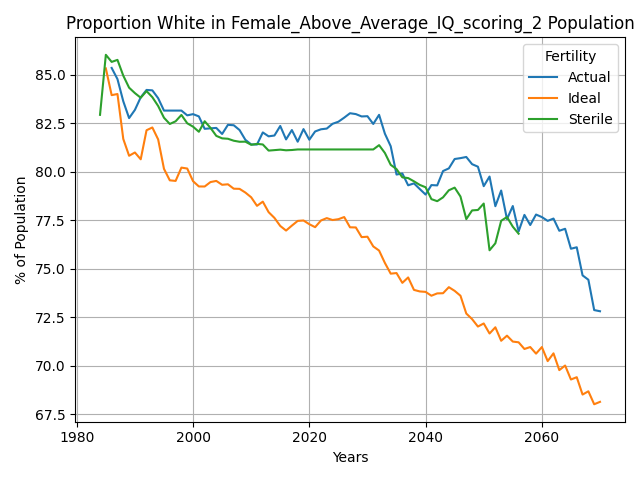 Proportion White in Female_Above_Average_IQ_scoring_2 Population
Fertility
Actual
Ideal
Sterile
% of Population
85.0
82.5
80.0
77.5
75.0
72.5
70.0
67.5
1980
2000
2020
2040
2060
Years